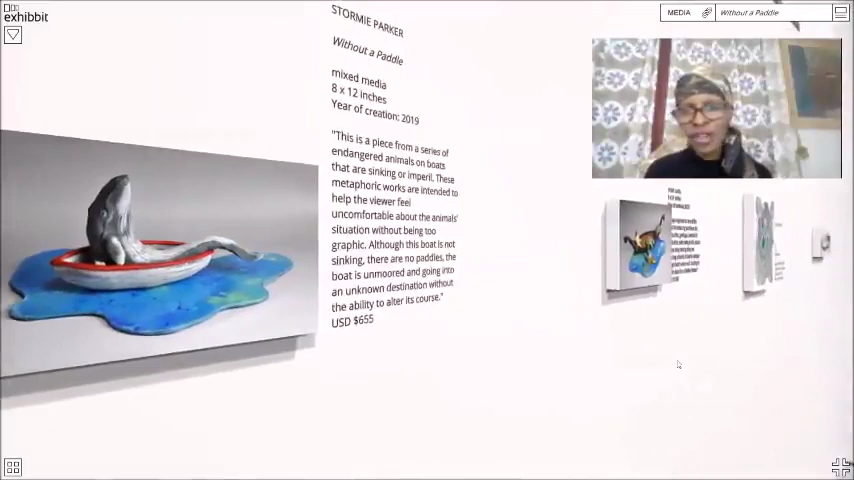 exhibbit
MEDIA
Without a Paddle
STORMIE PARKER
Without a Paddle
mixed media
8 x 12 inches
Year of creation: 2019
"This is a piece from a series of
endangered animals on boats
that are sinking or imperil. These
metaphoric works are intended to
help the viewer feel
uncomfortable about the animals'
situation without being too
graphic. Although this boat is not
sinking, there are no paddles, the
boat is unmoored and going into
an unknown destination without
the ability to alter its course."
USD $655